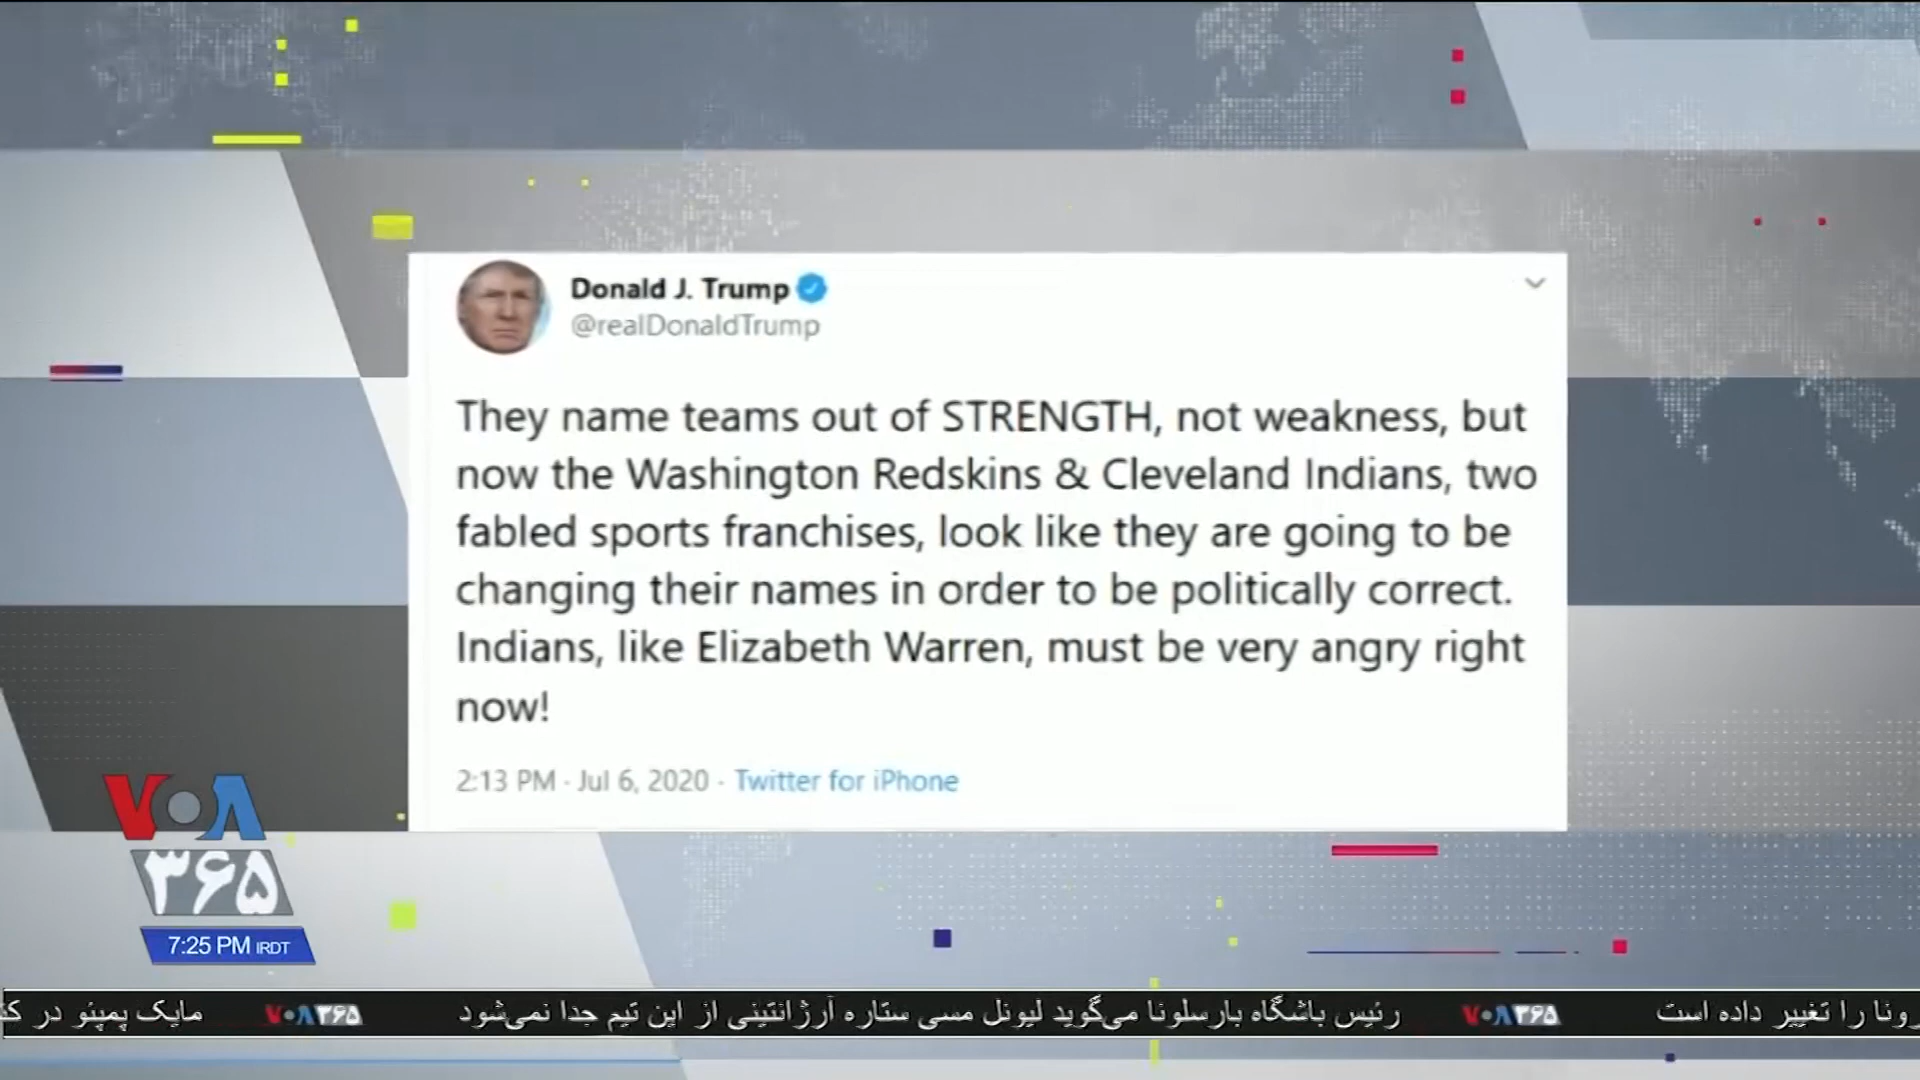 Donald J. Trump
@realDonaldTrump
They name teams out of STRENGTH, not weakness, but
now the Washington Redskins & Cleveland Indians, two
fabled sports franchises, look like they are going to be
changing their names in order to be politically correct.
Indians, like Elizabeth Warren, must be very angry right
now!
2:13 PM · Jul 6, 2020 · Twitter for iPhone
VOA
۳۶۵
7:25 PM IRDT
را تغییر داده است VOA۳۶۵ رئیس باشگاه بارسلونا می‌گوید لیونل مسی ستاره آرژانتینی از این تیم جدا نمی‌شود VOA۳۶۵ مایک پمپئو در